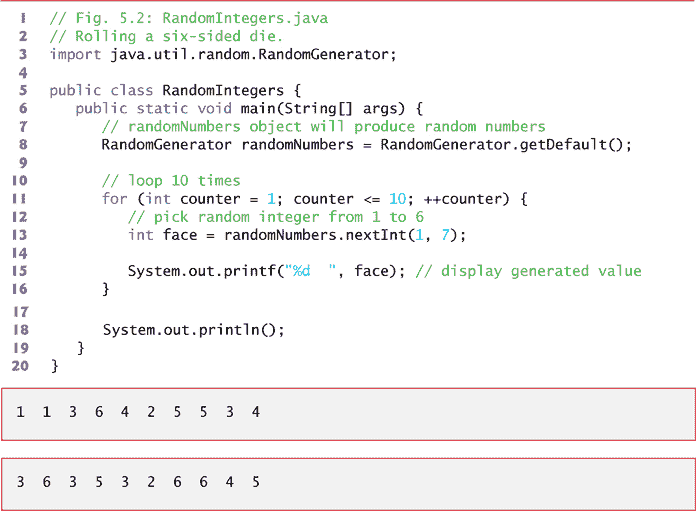 1 // Fig. 5.2: RandomIntegers.java
2 // Rolling a six-sided die.
3 import java.util.random.RandomGenerator;
4
5 public class RandomIntegers {
6 public static void main(String[] args) {
7 // randomNumbers object will produce random numbers
8 RandomGenerator randomNumbers = RandomGenerator.getDefault();
9
10 // loop 10 times
11 for (int counter = 1; counter <= 10; ++counter) {
12 // pick random integer from 1 to 6
13 int face = randomNumbers.nextInt(1, 7);
14
15 System.out.printf("%d  ", face); // display generated value
16 }
17
18 System.out.println();
19 }
20 }
1 1 3 6 4 2 5 5 3 4
3 6 3 5 3 2 6 6 4 5